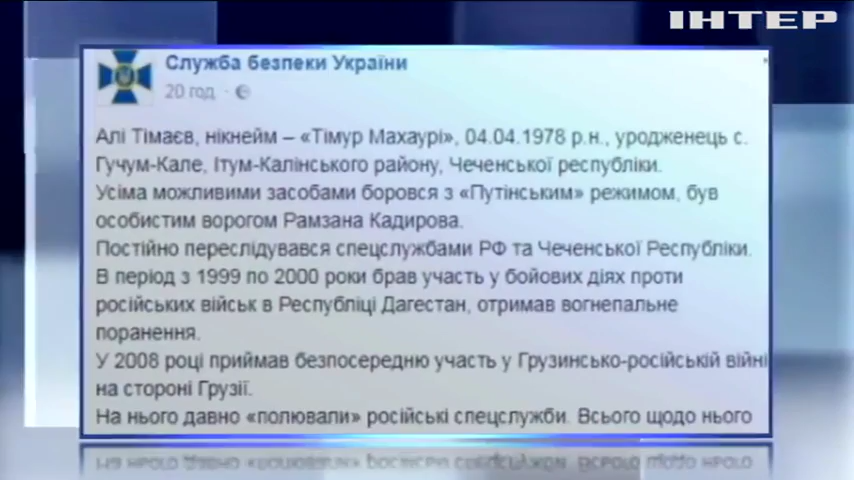 ІНТЕР
Служба безпеки України
20 год. ·
Алі Тімаєв, нікнейм – «Тімур Махаурі», 04.04.1978 р.н., уродженець с.
Гучум-Кале, Ітум-Калінського району, Чеченської республіки.
Усіма можливими засобами боровся з «Путінським» режимом, був
особистим ворогом Рамзана Кадирова.
Постійно переслідувався спецслужбами РФ та Чеченської Республіки.
В період з 1999 по 2000 роки брав участь у бойових діях проти
російських військ в Республіці Дагестан, отримав вогнепальне
поранення.
У 2008 році приймав безпосередню участь у Грузинсько-російській війні
на стороні Грузії.
На нього давно «полювали» російські спецслужби. Всього щодо нього